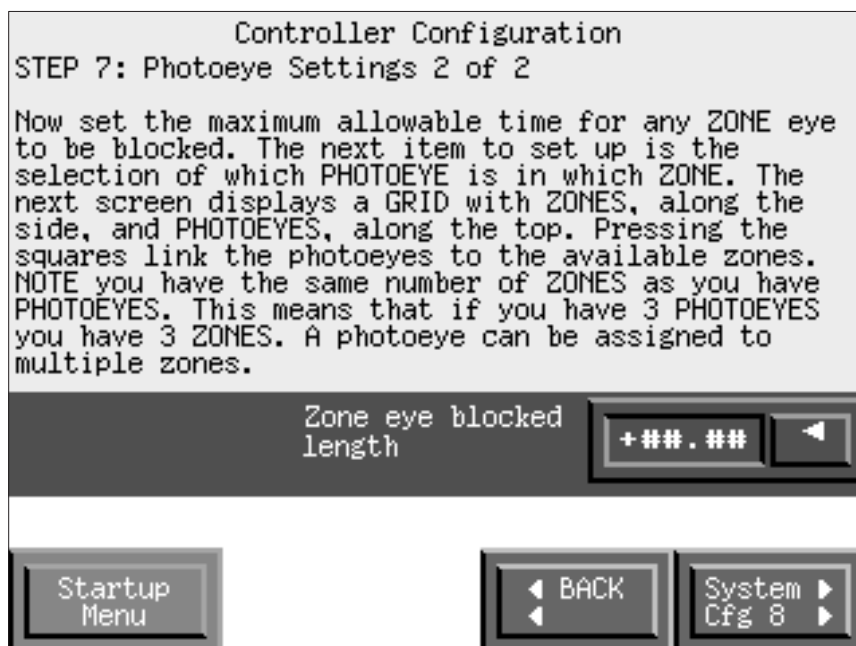 Controller Configuration
STEP 7: Photoeye Settings 2 of 2
Now set the maximum allowable time for any ZONE eye
to be blocked. The next item to set up is the
selection of which PHOTOEYE is in which ZONE. The
next screen displays a GRID with ZONES, along the
side, and PHOTOEYES, along the top. Pressing the
squares link the photoeyes to the available zones.
NOTE you have the same number of ZONES as you have
PHOTOEYES. This means that if you have 3 PHOTOEYES
you have 3 ZONES. A photoeye can be assigned to
multiple zones.
Zone eye blocked
length
+##.##
Startup
Menu
BACK
System
Cfg 8